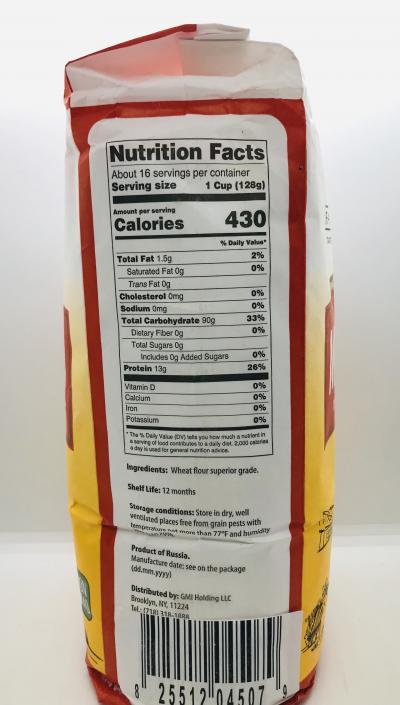 Nutrition Facts
About 16 servings per container
Serving size 1 Cup (128g)
Amount per serving
Calories 430
% Daily Value*
Total Fat 1.5g 2%
Saturated Fat 0g 0%
Trans Fat 0g
Cholesterol 0mg 0%
Sodium 0mg 0%
Total Carbohydrate 90g 33%
Dietary Fiber 0g 0%
Total Sugars 0g
Includes 0g Added Sugars 0%
Protein 13g 26%
Vitamin D 0%
Calcium 0%
Iron 0%
Potassium 0%
* The % Daily Value (DV) tells you how much a nutrient in
a serving of food contributes to a daily diet. 2,000 calories
a day is used for general nutrition advice.
Ingredients: Wheat flour superior grade.
Shelf Life: 12 months
Storage conditions: Store in dry, well
ventilated places free from grain pests with
temperature not more than 77°F and humidity
Product of Russia.
Manufacture date: see on the package
(dd.mm.yyyy)
Distributed by: GMI Holding LLC
Brooklyn, NY, 11224
Tel.: (718) 318-1888
8 25512 04507 9